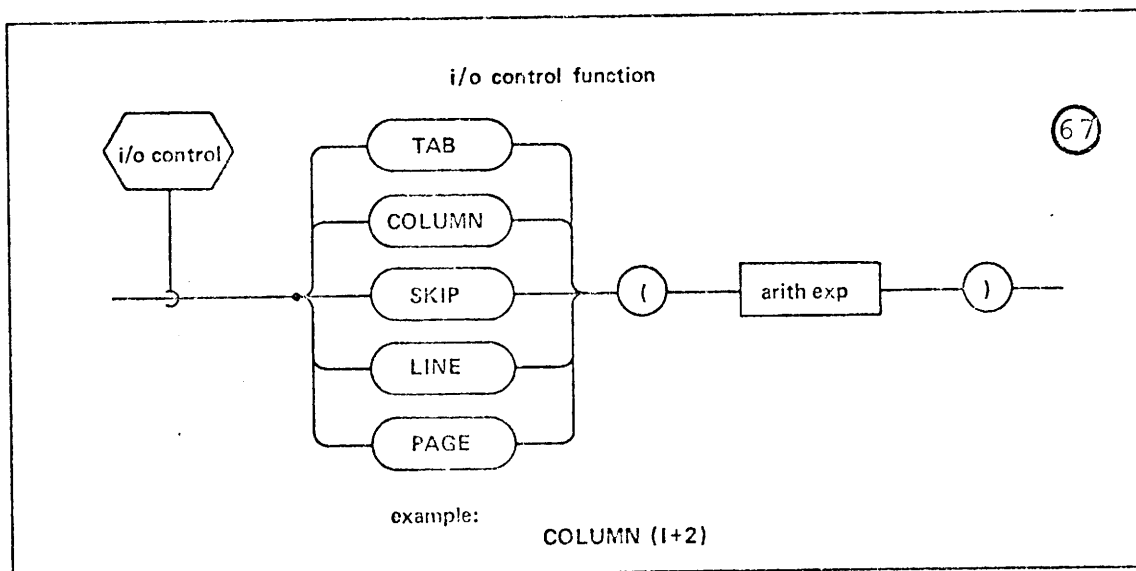 i/o control function
67
i/o control
TAB
COLUMN
SKIP
LINE
PAGE
(
arith exp
)
example:
COLUMN (I+2)